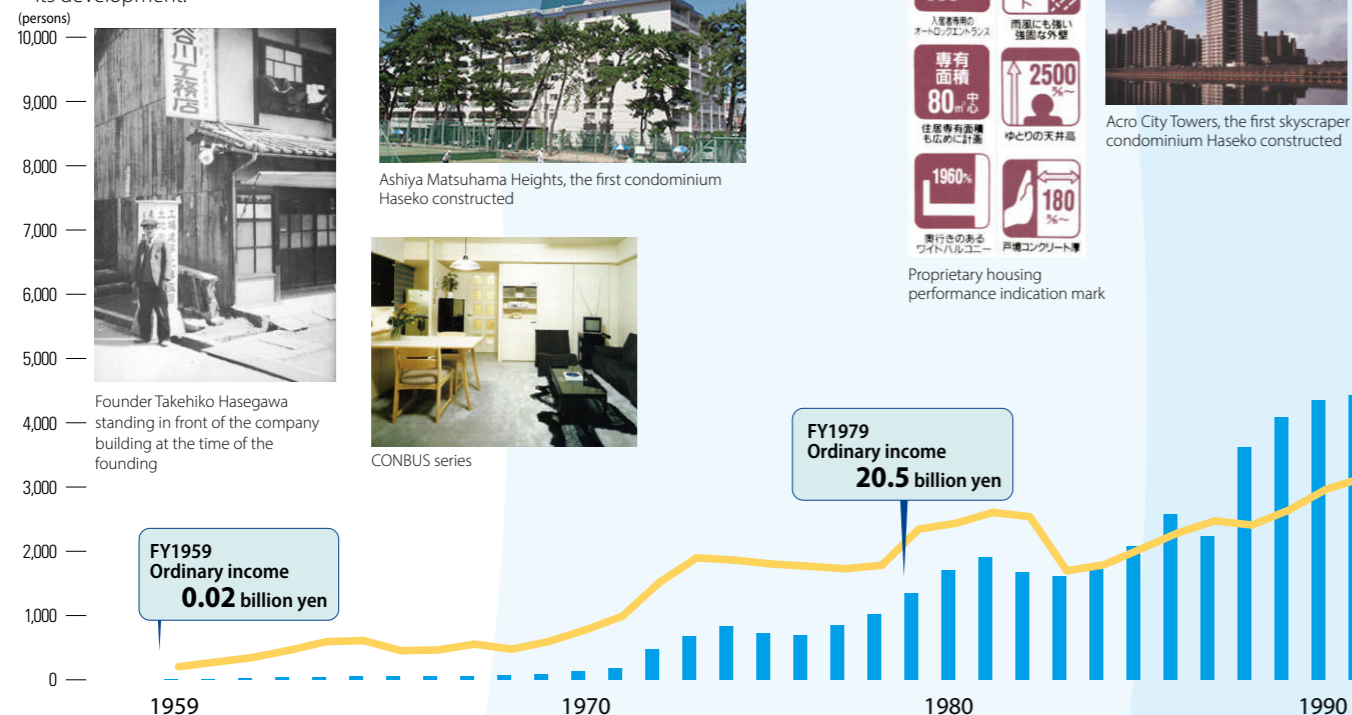 its development.
(persons)
10,000
9,000
8,000
7,000
6,000
5,000
4,000
3,000
2,000
1,000
0
谷川工務店
Founder Takehiko Hasegawa
standing in front of the company
building at the time of the
founding
Ashiya Matsuhama Heights, the first condominium
Haseko constructed
CONBUS series
入居者専用の
オートロックエントランス
雨風にも強い
強固な外壁
専有
面積
80㎡中心
住居専有面積
も広めに計画
2500
㎜〜
ゆとりの天井高
1960㎜
奥行きのある
ワイドバルコニー
180
㎜〜
戸境コンクリート厚
Proprietary housing
performance indication mark
Acro City Towers, the first skyscraper
condominium Haseko constructed
FY1959
Ordinary income
0.02 billion yen
FY1979
Ordinary income
20.5 billion yen
1959
1970
1980
1990